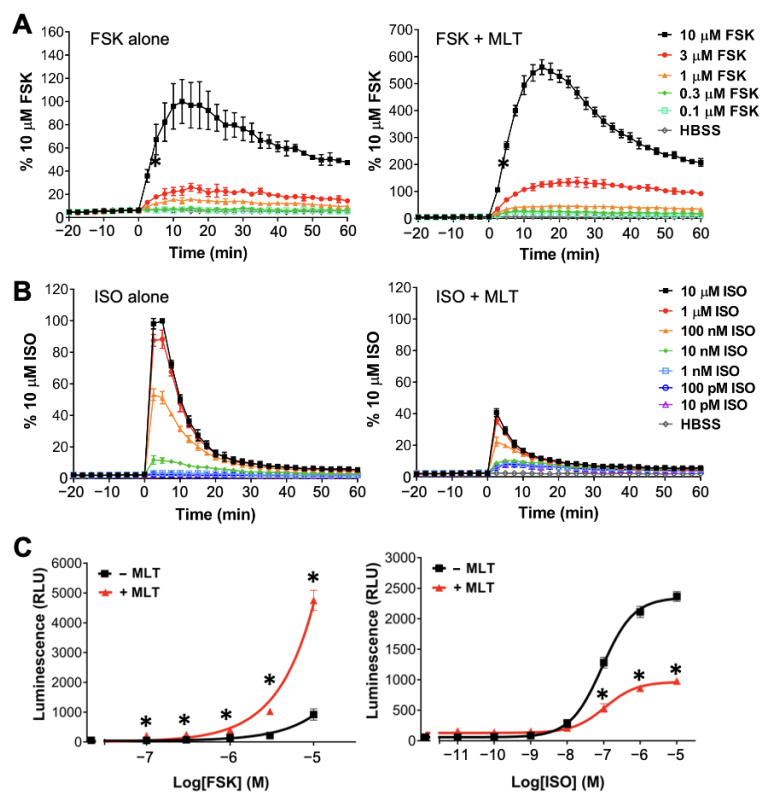 A
FSK alone
% 10 μM FSK
160
140
120
100
80
60
40
20
0
*
−20 −10 0 10 20 30 40 50 60
Time (min)
FSK + MLT
% 10 μM FSK
700
600
500
400
300
200
100
0
*
−20 −10 0 10 20 30 40 50 60
Time (min)
10 μM FSK
3 μM FSK
1 μM FSK
0.3 μM FSK
0.1 μM FSK
HBSS
B
ISO alone
% 10 μM ISO
120
100
80
60
40
20
0
−20 −10 0 10 20 30 40 50 60
Time (min)
ISO + MLT
% 10 μM ISO
120
100
80
60
40
20
0
−20 −10 0 10 20 30 40 50 60
Time (min)
10 μM ISO
1 μM ISO
100 nM ISO
10 nM ISO
1 nM ISO
100 pM ISO
10 pM ISO
HBSS
C
Luminescence (RLU)
6000
5000
4000
3000
2000
1000
0
− MLT
+ MLT
* * * * *
−7 −6 −5
Log[FSK] (M)
Luminescence (RLU)
3000
2500
2000
1500
1000
500
0
− MLT
+ MLT
* * *
−11 −10 −9 −8 −7 −6 −5
Log[ISO] (M)